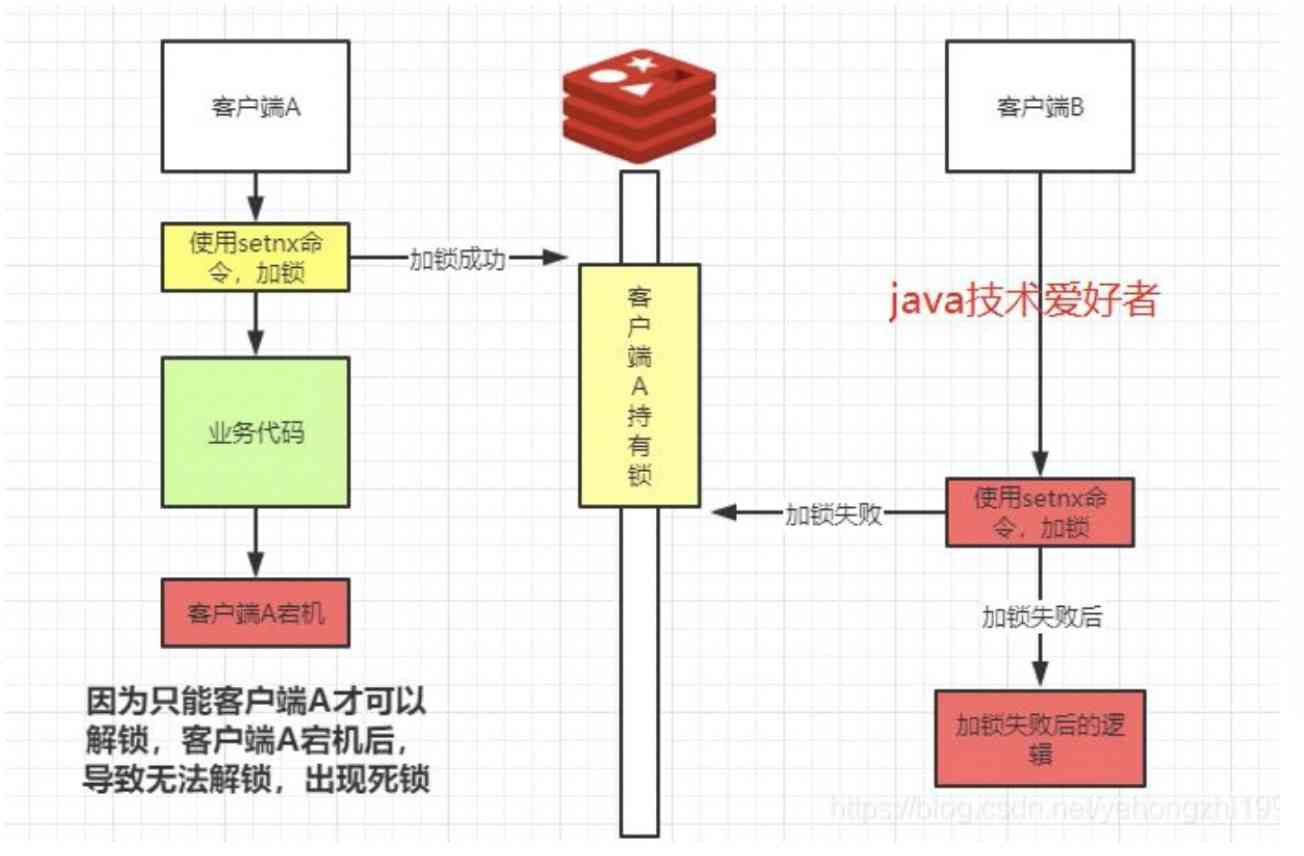 客户端A
客户端B
使用setnx命
令，加锁
加锁成功
java技术爱好者
客
户
端
A
持
有
锁
业务代码
使用setnx命
令，加锁
加锁失败
客户端A宕机
加锁失败后
因为只能客户端A才可以
解锁，客户端A宕机后，
导致无法解锁，出现死锁
加锁失败后的逻
辑
https://blog.csdn.net/yehongzhi199